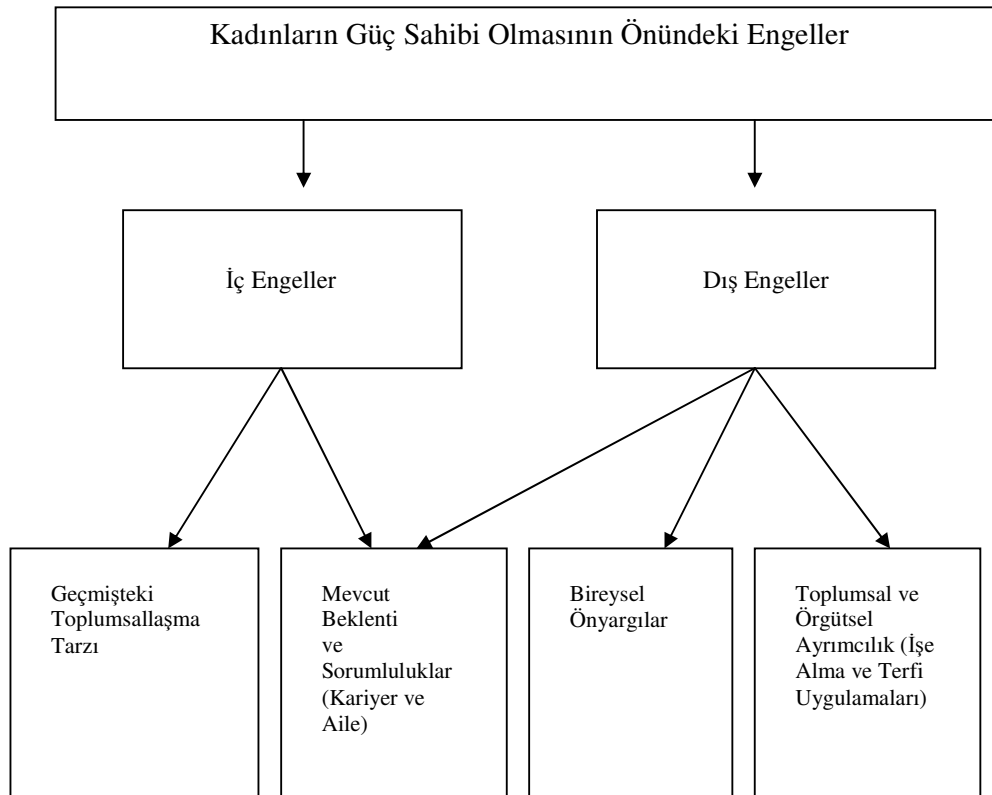 Kadınların Güç Sahibi Olmasının Önündeki Engeller
İç Engeller
Dış Engeller
Geçmişteki
Toplumsallaşma
Tarzı
Mevcut
Beklenti
ve
Sorumluluklar
(Kariyer ve
Aile)
Bireysel
Önyargılar
Toplumsal ve
Örgütsel
Ayrımcılık (İşe
Alma ve Terfi
Uygulamaları)